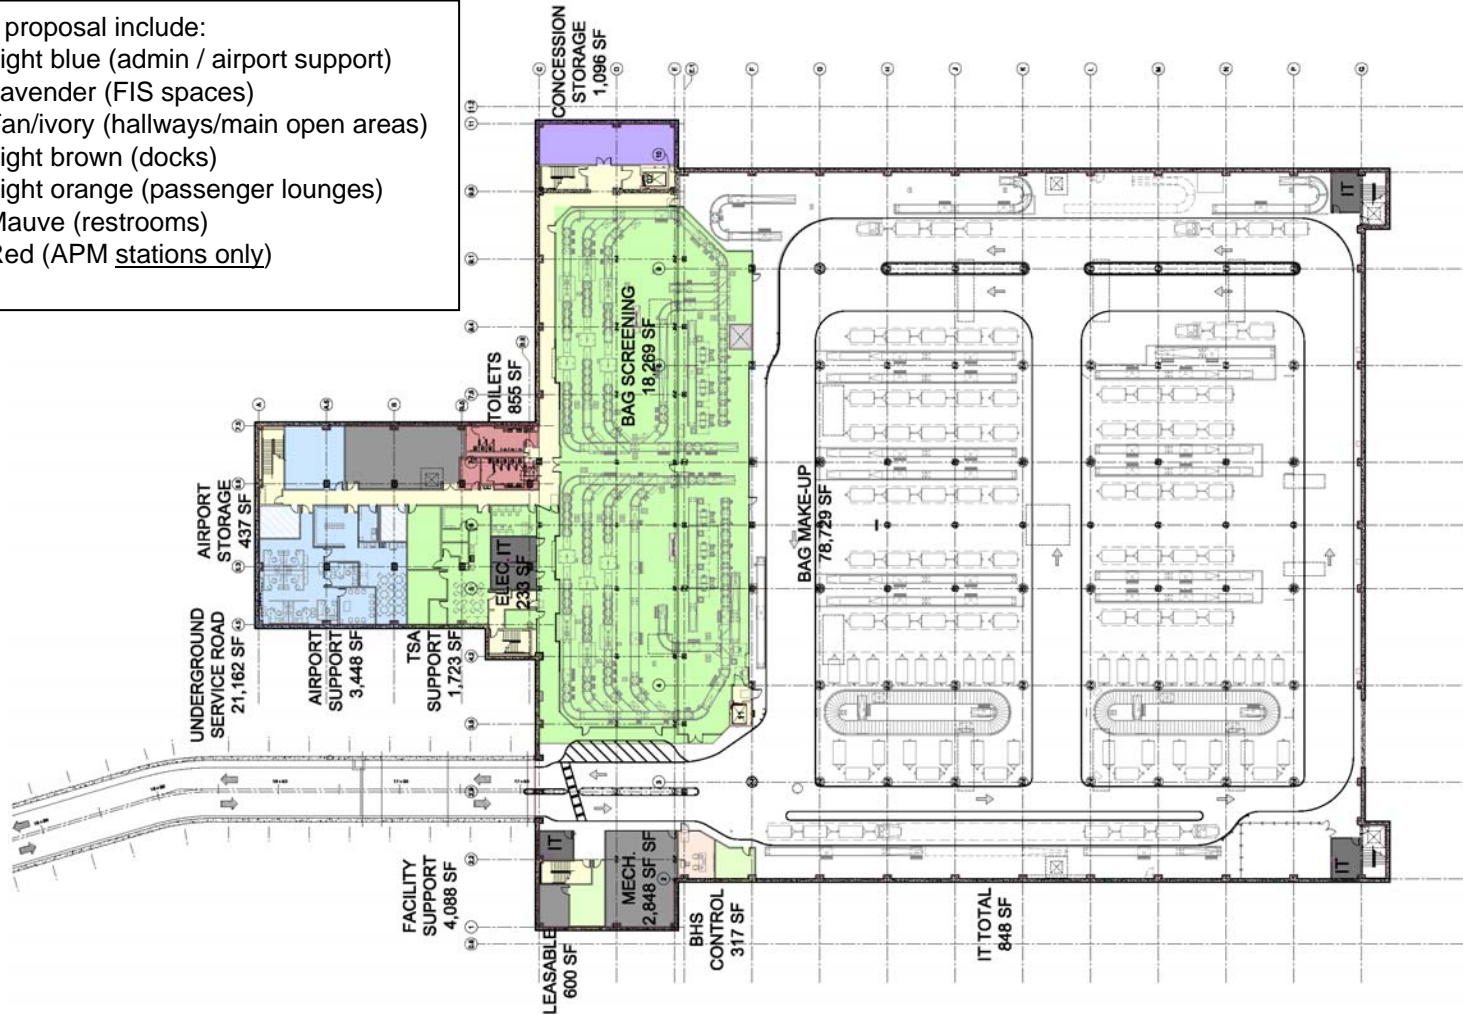 proposal include:
ight blue (admin / airport support)
avender (FIS spaces)
an/ivory (hallways/main open areas)
ight brown (docks)
ight orange (passenger lounges)
Mauve (restrooms)
Red (APM stations only)
CONCESSION
STORAGE
1,096 SF
IT
BAG SCREENING
18,269 SF
TOILETS
855 SF
AIRPORT
STORAGE
437 SF
ELEC. IT
233 SF
BAG MAKE-UP
78,729 SF
UNDERGROUND
SERVICE ROAD
21,162 SF
AIRPORT
SUPPORT
3,448 SF
TSA
SUPPORT
1,723 SF
FACILITY
SUPPORT
4,088 SF
IT
MECH.
2,848 SF SF
IT
LEASABLE
600 SF
BHS
CONTROL
317 SF
IT TOTAL
848 SF